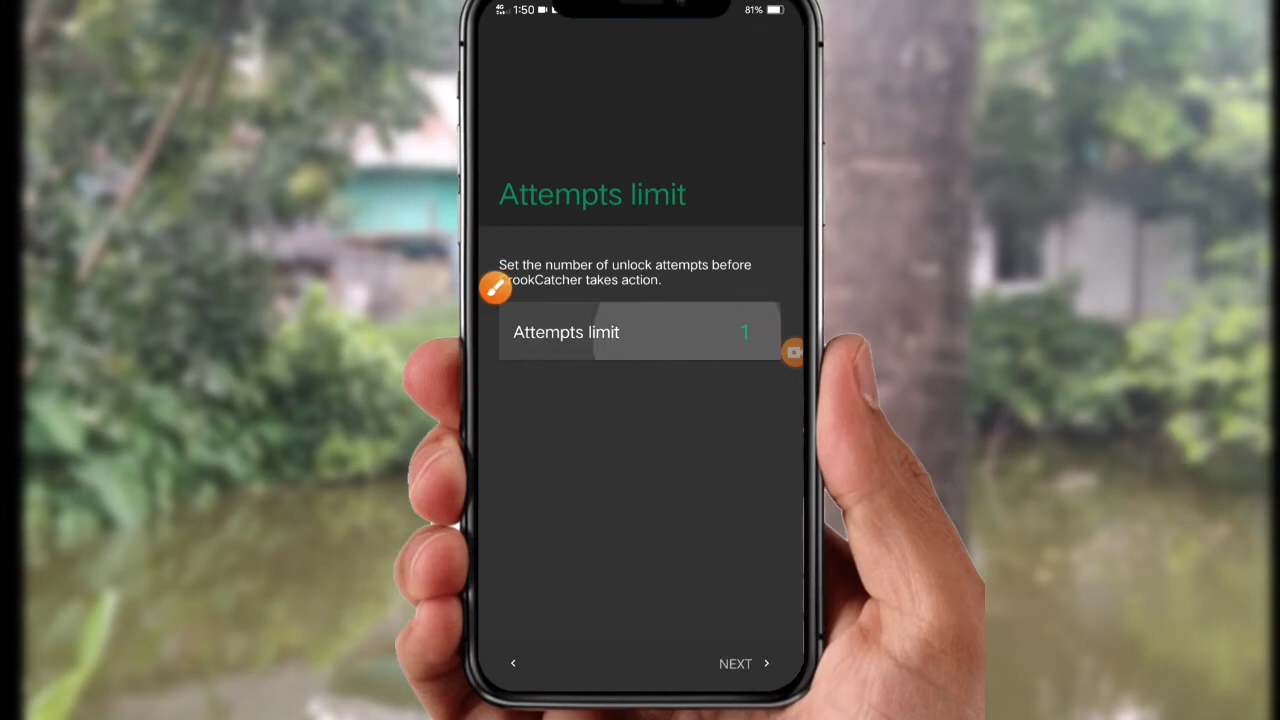 4G 1:50 81%
Attempts limit
Set the number of unlock attempts before
rookCatcher takes action.
Attempts limit 1
NEXT